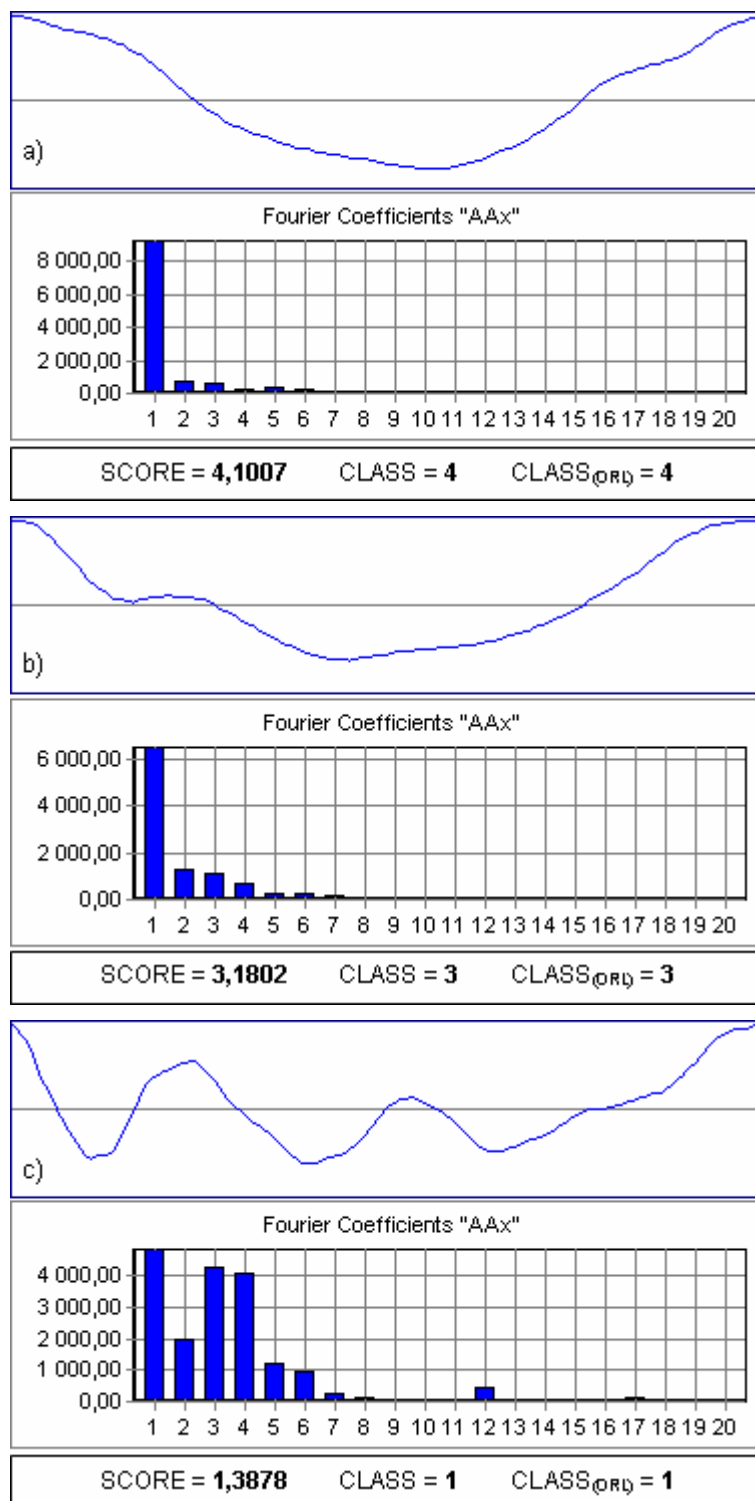 a)
Fourier Coefficients "AAx"
8 000,00
6 000,00
4 000,00
2 000,00
0,00
1 2 3 4 5 6 7 8 9 10 11 12 13 14 15 16 17 18 19 20
SCORE = 4,1007 CLASS = 4 CLASS(ORL) = 4
b)
Fourier Coefficients "AAx"
6 000,00
4 000,00
2 000,00
0,00
1 2 3 4 5 6 7 8 9 10 11 12 13 14 15 16 17 18 19 20
SCORE = 3,1802 CLASS = 3 CLASS(ORL) = 3
c)
Fourier Coefficients "AAx"
4 000,00
3 000,00
2 000,00
1 000,00
0,00
1 2 3 4 5 6 7 8 9 10 11 12 13 14 15 16 17 18 19 20
SCORE = 1,3878 CLASS = 1 CLASS(ORL) = 1